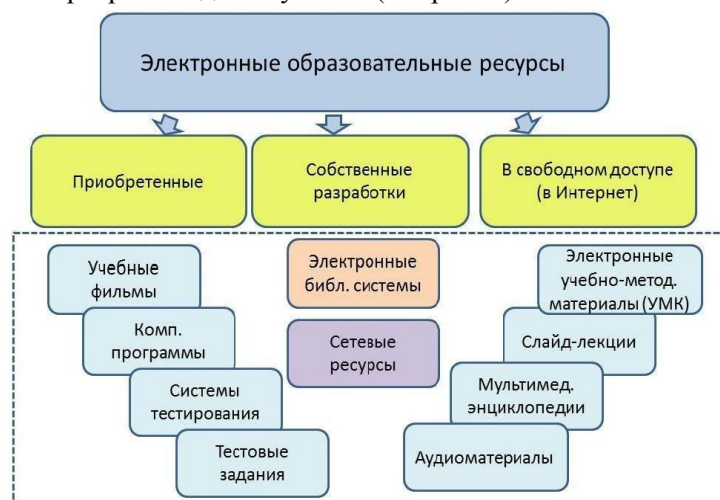 Электронные образовательные ресурсы
Приобретенные
Собственные
разработки
В свободном доступе
(в Интернет)
Учебные
фильмы
Комп.
программы
Системы
тестирования
Тестовые
задания
Электронные
библ. системы
Сетевые
ресурсы
Электронные
учебно-метод.
материалы (УМК)
Слайд-лекции
Мультимед.
энциклопедии
Аудиоматериалы